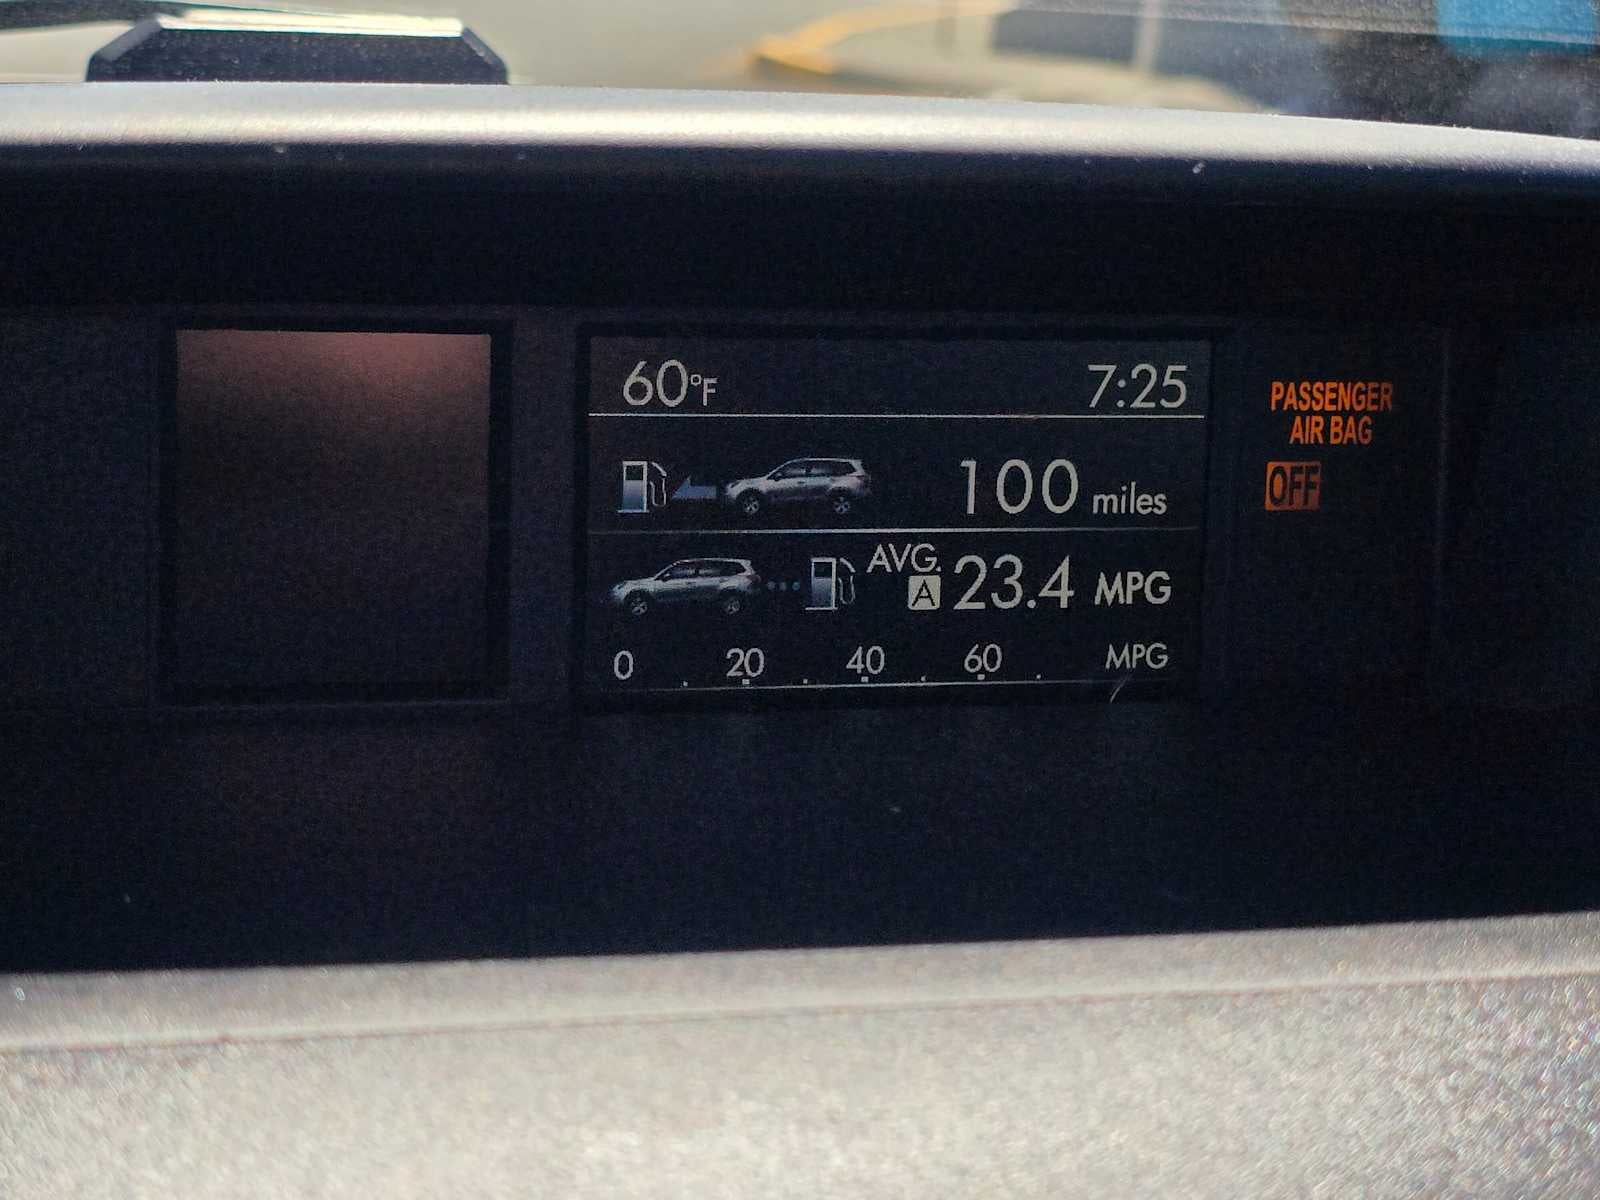 60°F 7:25
100 miles
AVG.
A 23.4 MPG
0 20 40 60 MPG
PASSENGER
AIR BAG
OFF